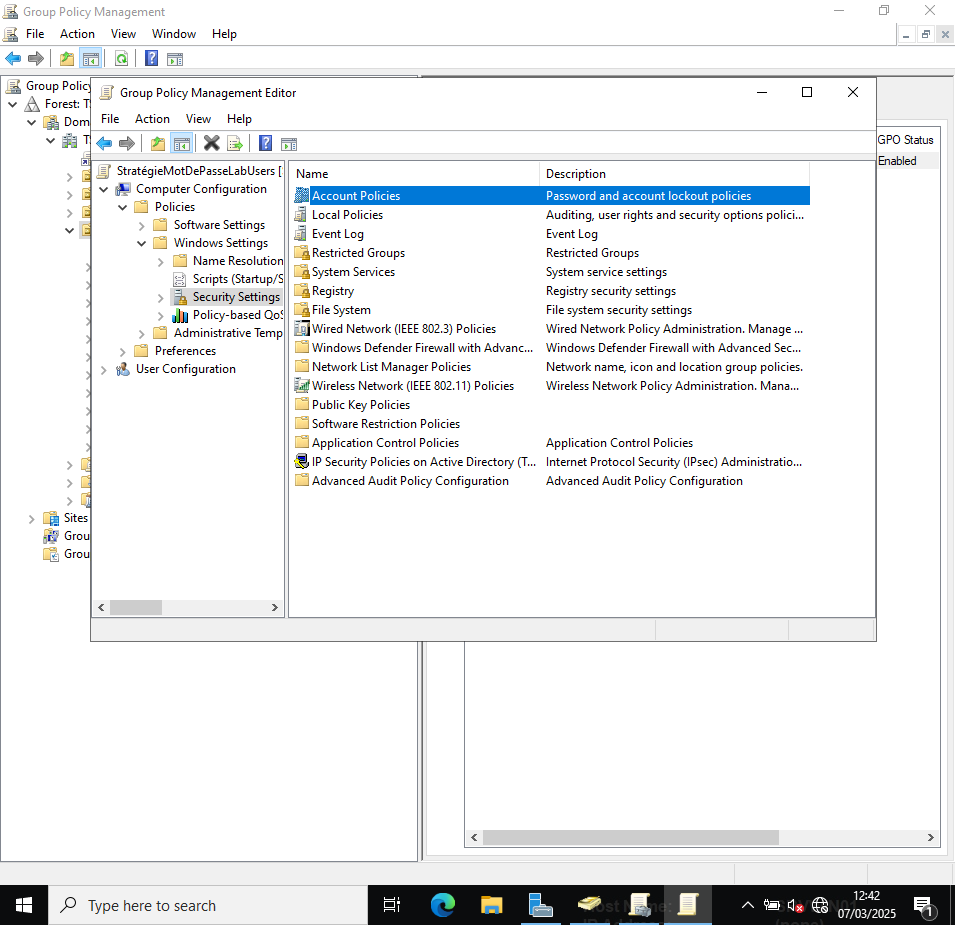 Group Policy Management
File Action View Window Help
Group Policy
Forest: T
Dom
T
Sites
Grou
Grou
GPO Status
Enabled
Group Policy Management Editor
File Action View Help
StratégieMotDePasseLabUsers [
Computer Configuration
Policies
Software Settings
Windows Settings
Name Resolution
Scripts (Startup/S
Security Settings
Policy-based QoS
Administrative Temp
Preferences
User Configuration
Name Description
Account Policies Password and account lockout policies
Local Policies Auditing, user rights and security options polici...
Event Log Event Log
Restricted Groups Restricted Groups
System Services System service settings
Registry Registry security settings
File System File system security settings
Wired Network (IEEE 802.3) Policies Wired Network Policy Administration. Manage ...
Windows Defender Firewall with Advanc... Windows Defender Firewall with Advanced Sec...
Network List Manager Policies Network name, icon and location group policies.
Wireless Network (IEEE 802.11) Policies Wireless Network Policy Administration. Mana...
Public Key Policies
Software Restriction Policies
Application Control Policies Application Control Policies
IP Security Policies on Active Directory (T... Internet Protocol Security (IPsec) Administratio...
Advanced Audit Policy Configuration Advanced Audit Policy Configuration
Type here to search
12:42
07/03/2025
1